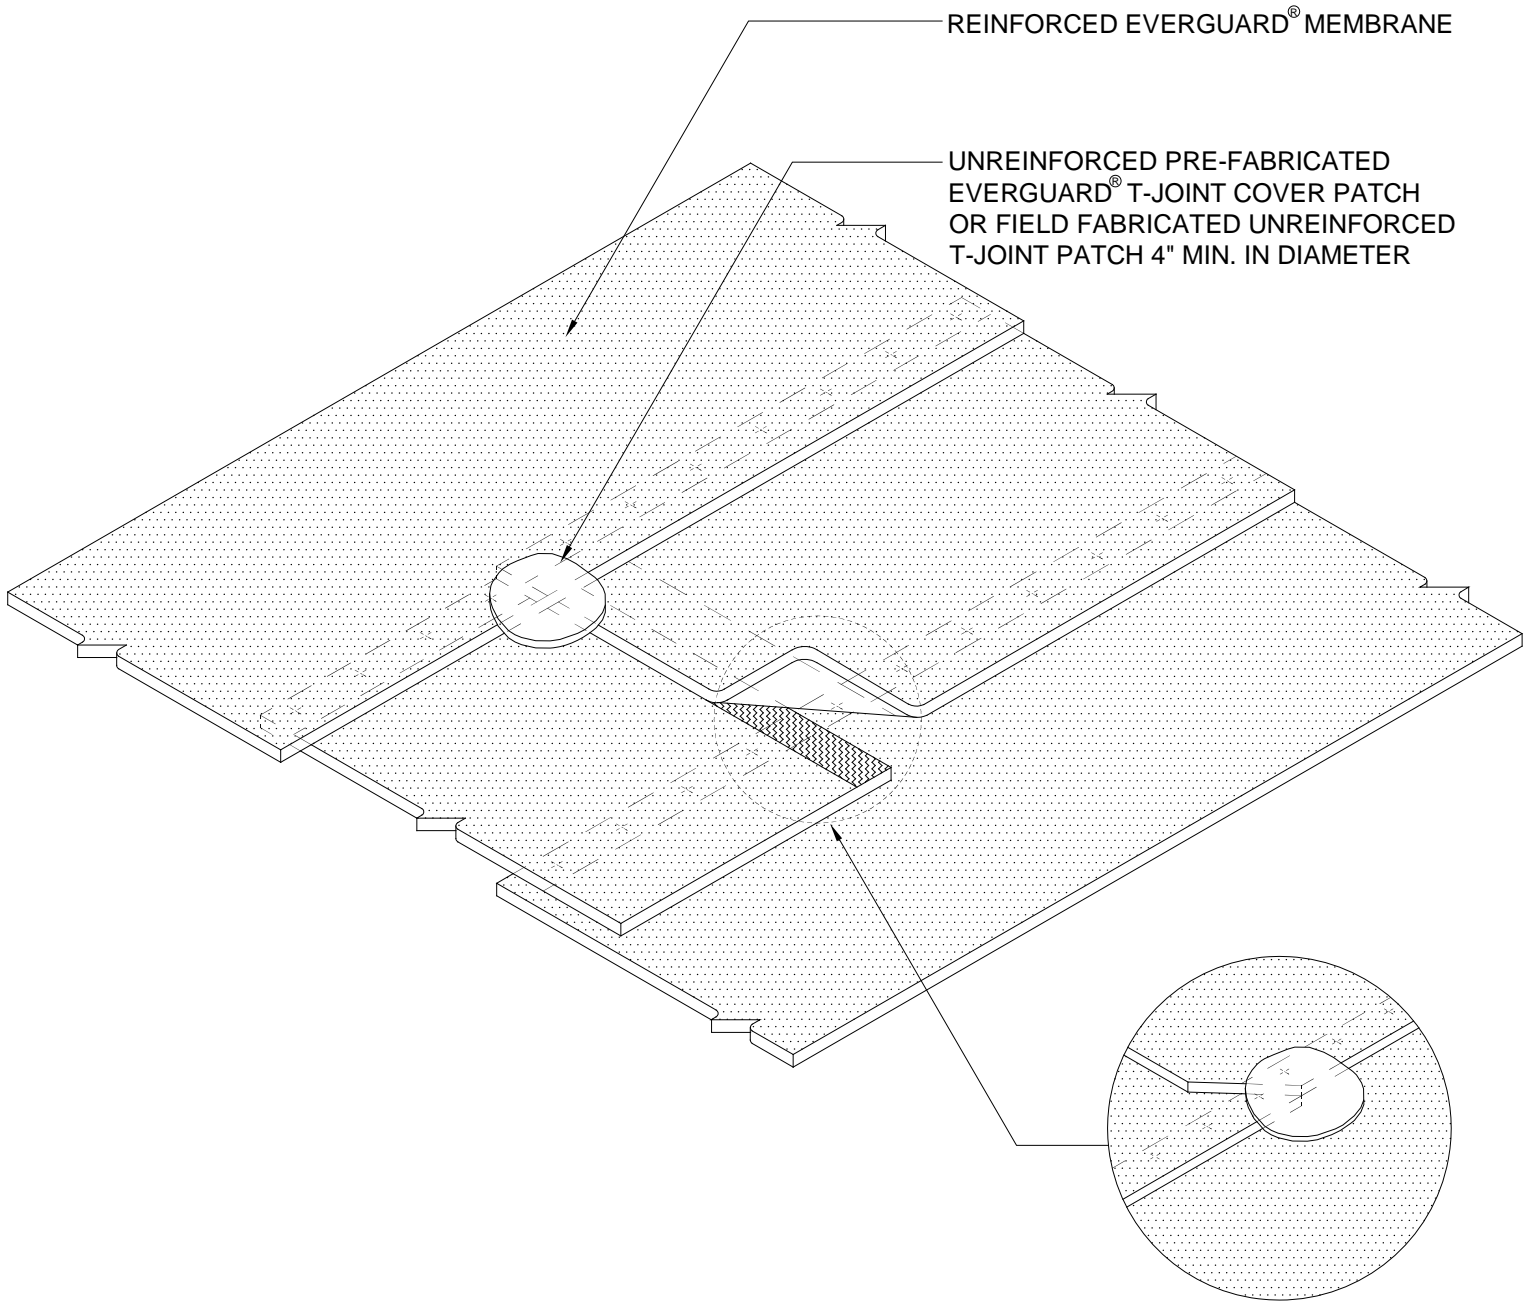 REINFORCED EVERGUARD® MEMBRANE
UNREINFORCED PRE-FABRICATED
EVERGUARD® T-JOINT COVER PATCH
OR FIELD FABRICATED UNREINFORCED
T-JOINT PATCH 4" MIN. IN DIAMETER